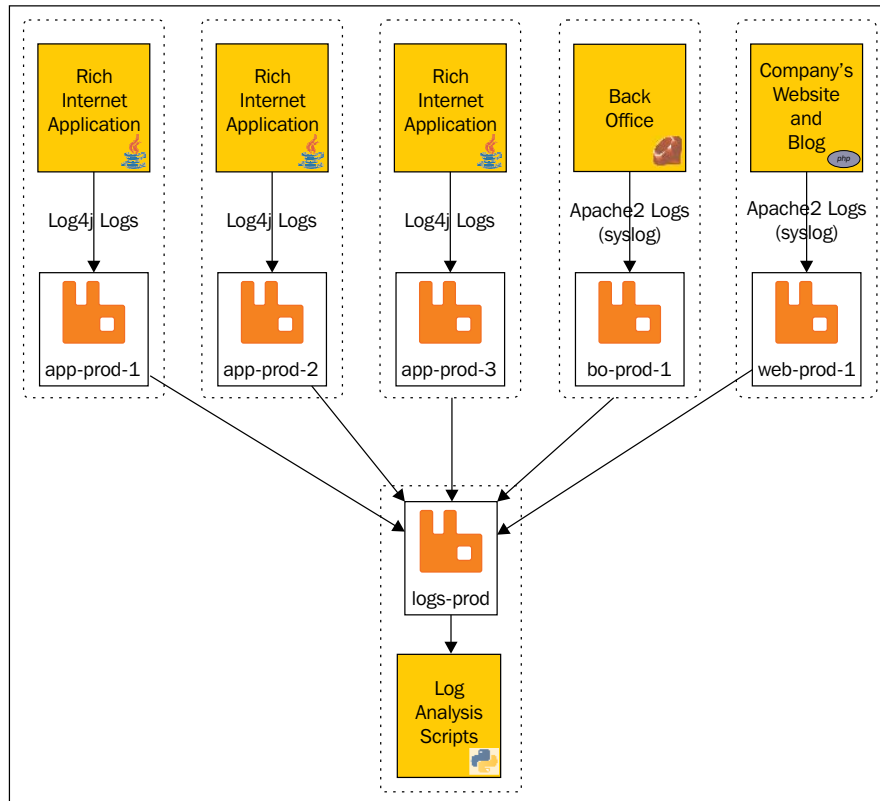 Rich
Internet
Application
Rich
Internet
Application
Rich
Internet
Application
Back
Office
Company's
Website
and
Blog
php
Log4j Logs
Log4j Logs
Log4j Logs
Apache2 Logs
(syslog)
Apache2 Logs
(syslog)
app-prod-1
app-prod-2
app-prod-3
bo-prod-1
web-prod-1
logs-prod
Log
Analysis
Scripts